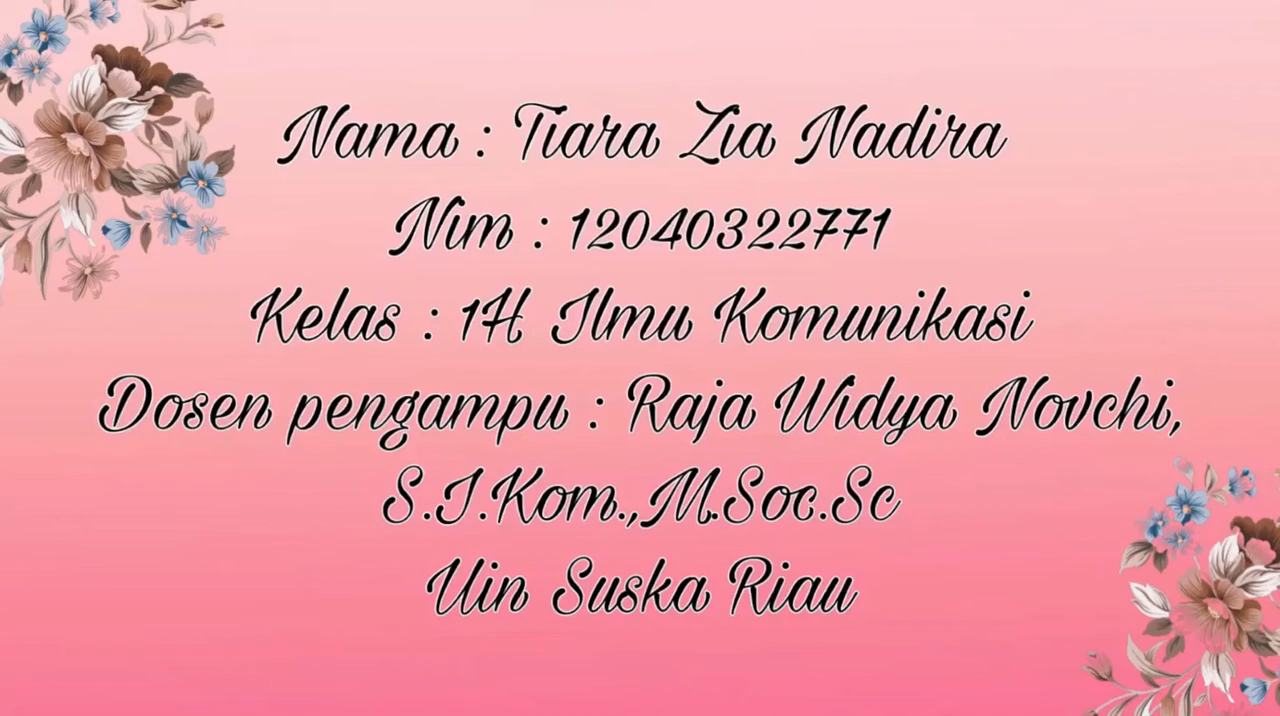 Nama : Tiara Zia Nadira
Nim : 12040322771
Kelas : 1H Ilmu Komunikasi
Dosen pengampu : Raja Widya Novchi,
S.I.Kom.,M.Soc.Sc
Uin Suska Riau